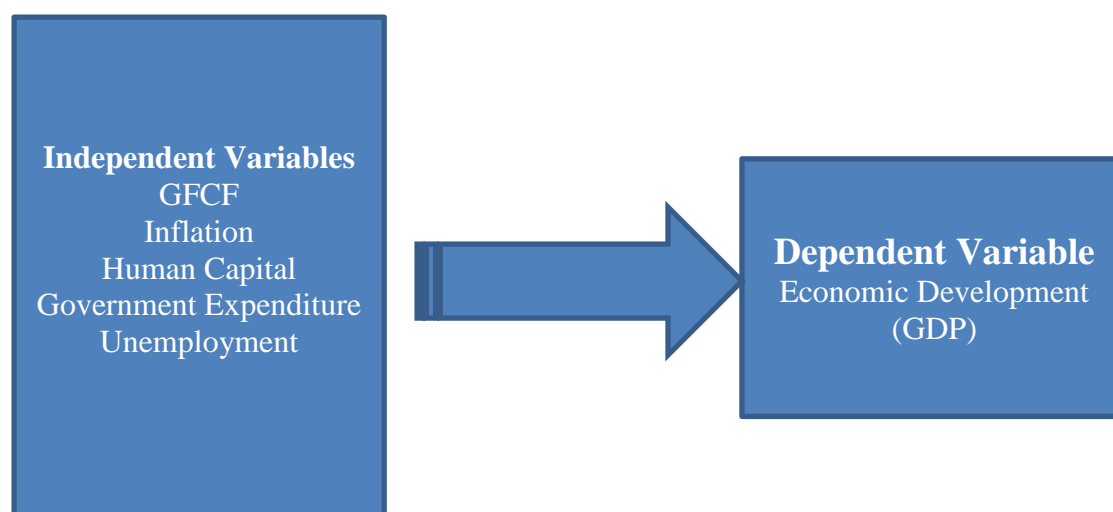 Independent Variables
GFCF
Inflation
Human Capital
Government Expenditure
Unemployment
Dependent Variable
Economic Development
(GDP)